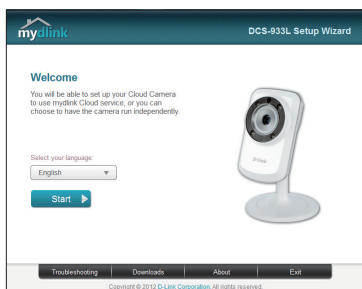 mydlink
DCS-933L Setup Wizard
Welcome
You will be able to set up your Cloud Camera
to use mydlink Cloud service, or you can
choose to have the camera run independently.
Select your language:
English
Start
D-Link
Troubleshooting
Downloads
About
Exit
Copyright © 2012 D-Link Corporation. All rights reserved.